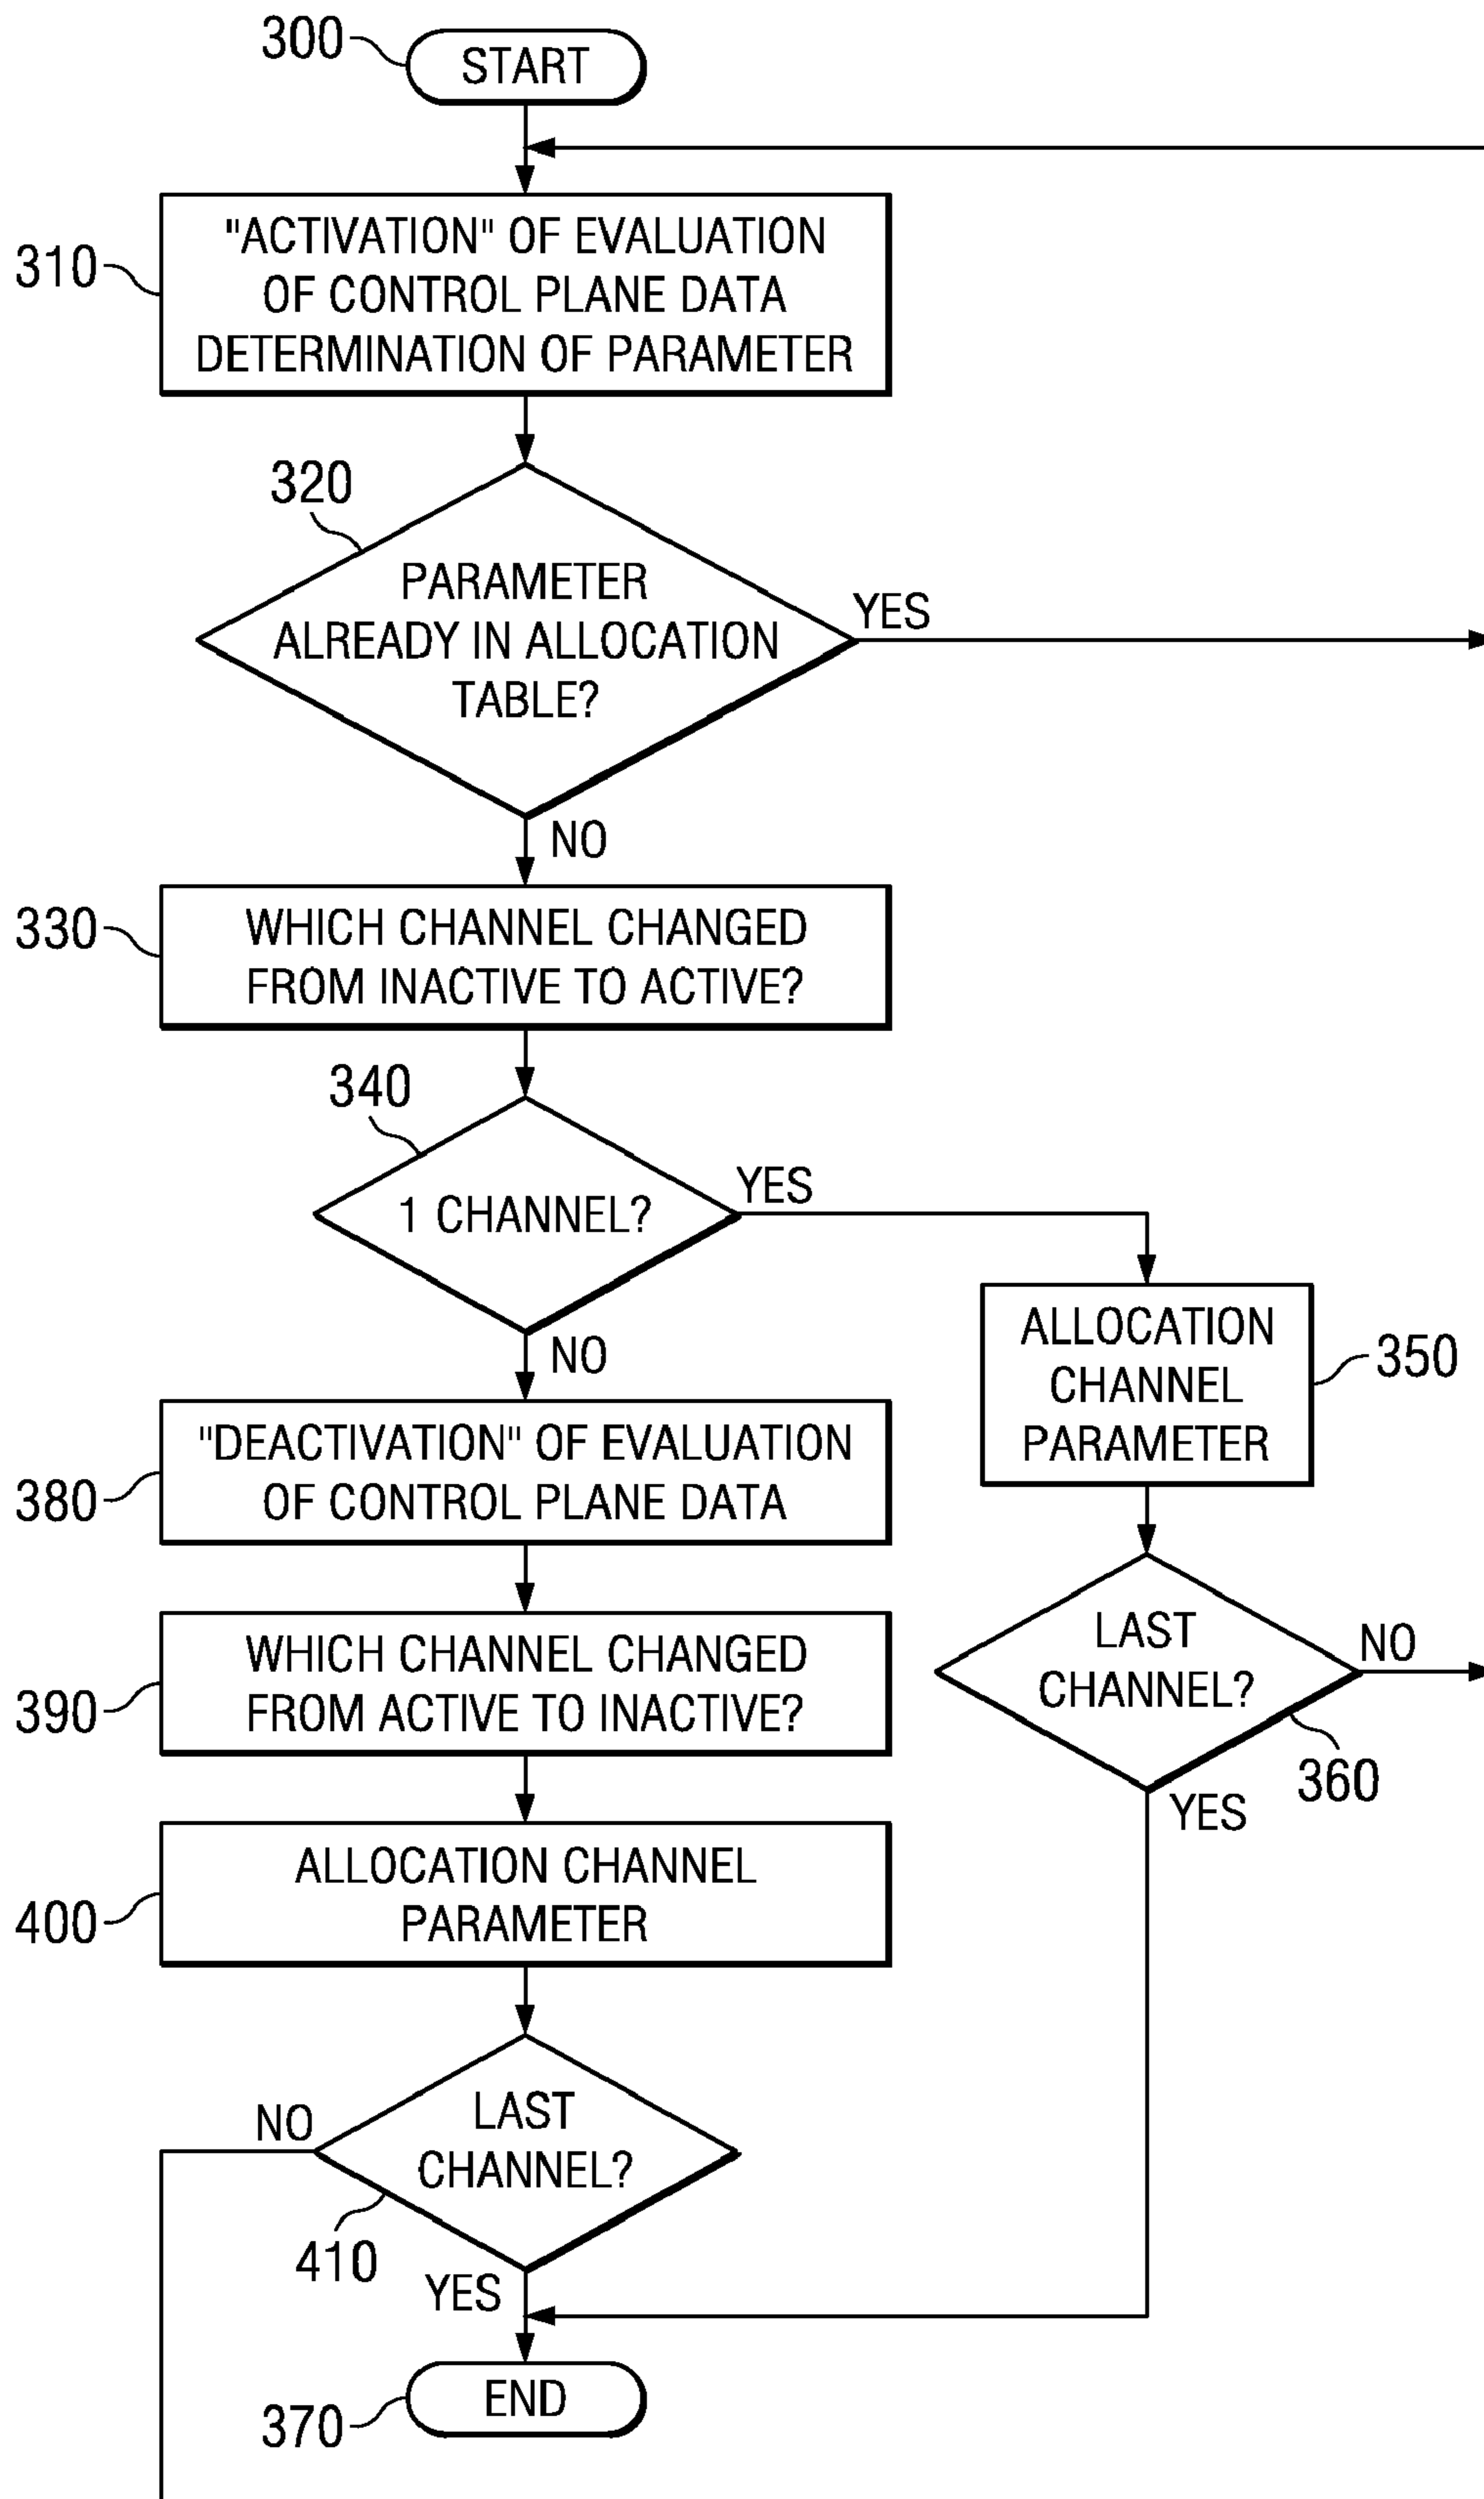 300
START
310
"ACTIVATION" OF EVALUATION
OF CONTROL PLANE DATA
DETERMINATION OF PARAMETER
320
PARAMETER
ALREADY IN ALLOCATION
TABLE?
YES
NO
330
WHICH CHANNEL CHANGED
FROM INACTIVE TO ACTIVE?
340
1 CHANNEL?
YES
NO
ALLOCATION
CHANNEL
PARAMETER
350
380
"DEACTIVATION" OF EVALUATION
OF CONTROL PLANE DATA
LAST
CHANNEL?
NO
360
YES
390
WHICH CHANNEL CHANGED
FROM ACTIVE TO INACTIVE?
400
ALLOCATION CHANNEL
PARAMETER
NO
LAST
CHANNEL?
410
YES
370
END